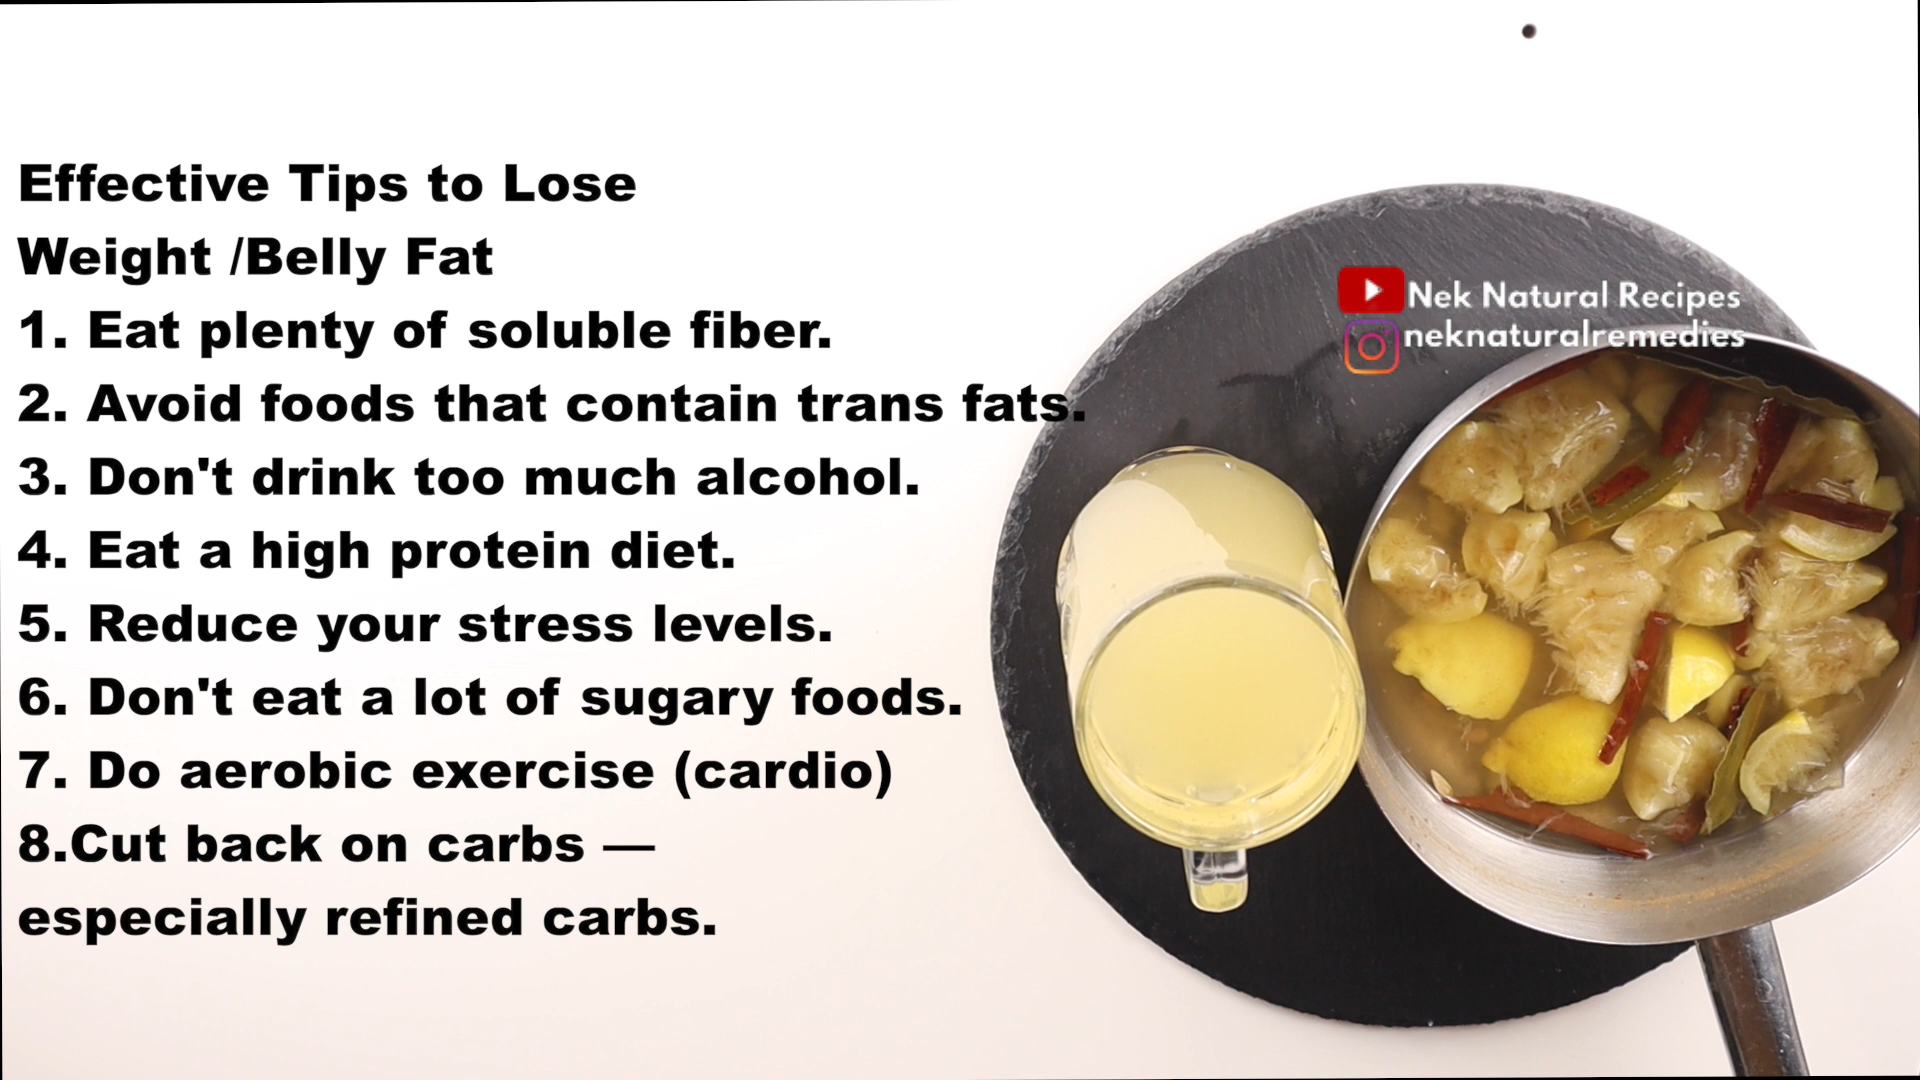 Effective Tips to Lose
Weight /Belly Fat
1. Eat plenty of soluble fiber.
2. Avoid foods that contain trans fats.
3. Don't drink too much alcohol.
4. Eat a high protein diet.
5. Reduce your stress levels.
6. Don't eat a lot of sugary foods.
7. Do aerobic exercise (cardio)
8.Cut back on carbs —
especially refined carbs.
Nek Natural Recipes
neknaturalremedies